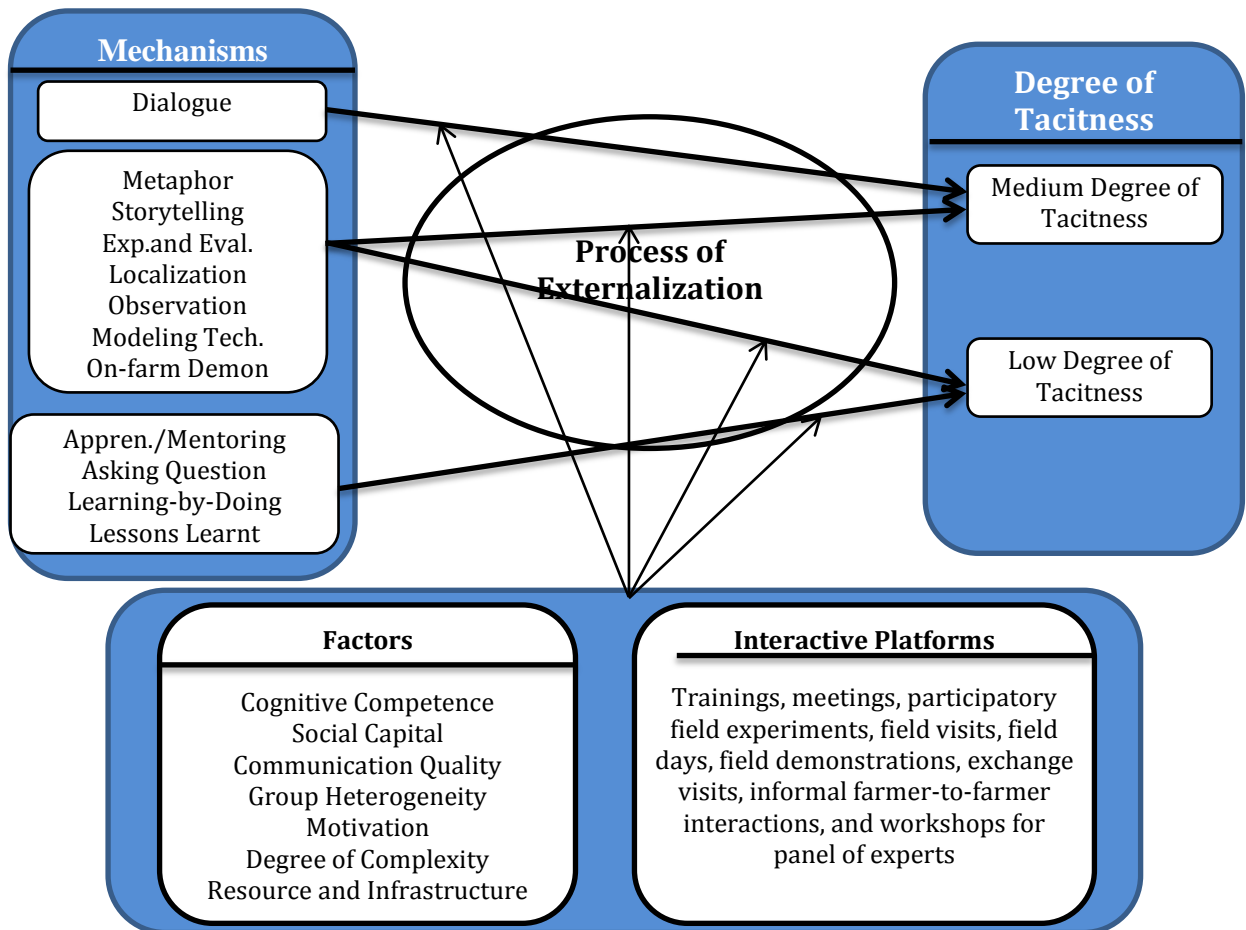 Mechanisms
Dialogue
Metaphor
Storytelling
Exp.and Eval.
Localization
Observation
Modeling Tech.
On-farm Demon
Appren./Mentoring
Asking Question
Learning-by-Doing
Lessons Learnt
Process of
Externalization
Degree of
Tacitness
Medium Degree of
Tacitness
Low Degree of
Tacitness
Factors
Cognitive Competence
Social Capital
Communication Quality
Group Heterogeneity
Motivation
Degree of Complexity
Resource and Infrastructure
Interactive Platforms
Trainings, meetings, participatory
field experiments, field visits, field
days, field demonstrations, exchange
visits, informal farmer-to-farmer
interactions, and workshops for
panel of experts